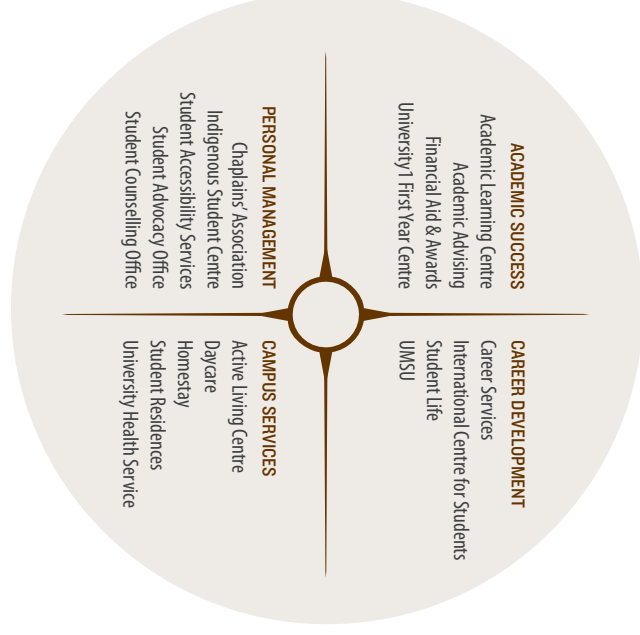 ACADEMIC SUCCESS
Academic Learning Centre
Academic Advising
Financial Aid & Awards
University1 First Year Centre
CAREER DEVELOPMENT
Career Services
International Centre for Students
Student Life
UMSU
PERSONAL MANAGEMENT
Chaplains' Association
Indigenous Student Centre
Student Accessibility Services
Student Advocacy Office
Student Counselling Office
CAMPUS SERVICES
Active Living Centre
Daycare
Homestay
Student Residences
University Health Service